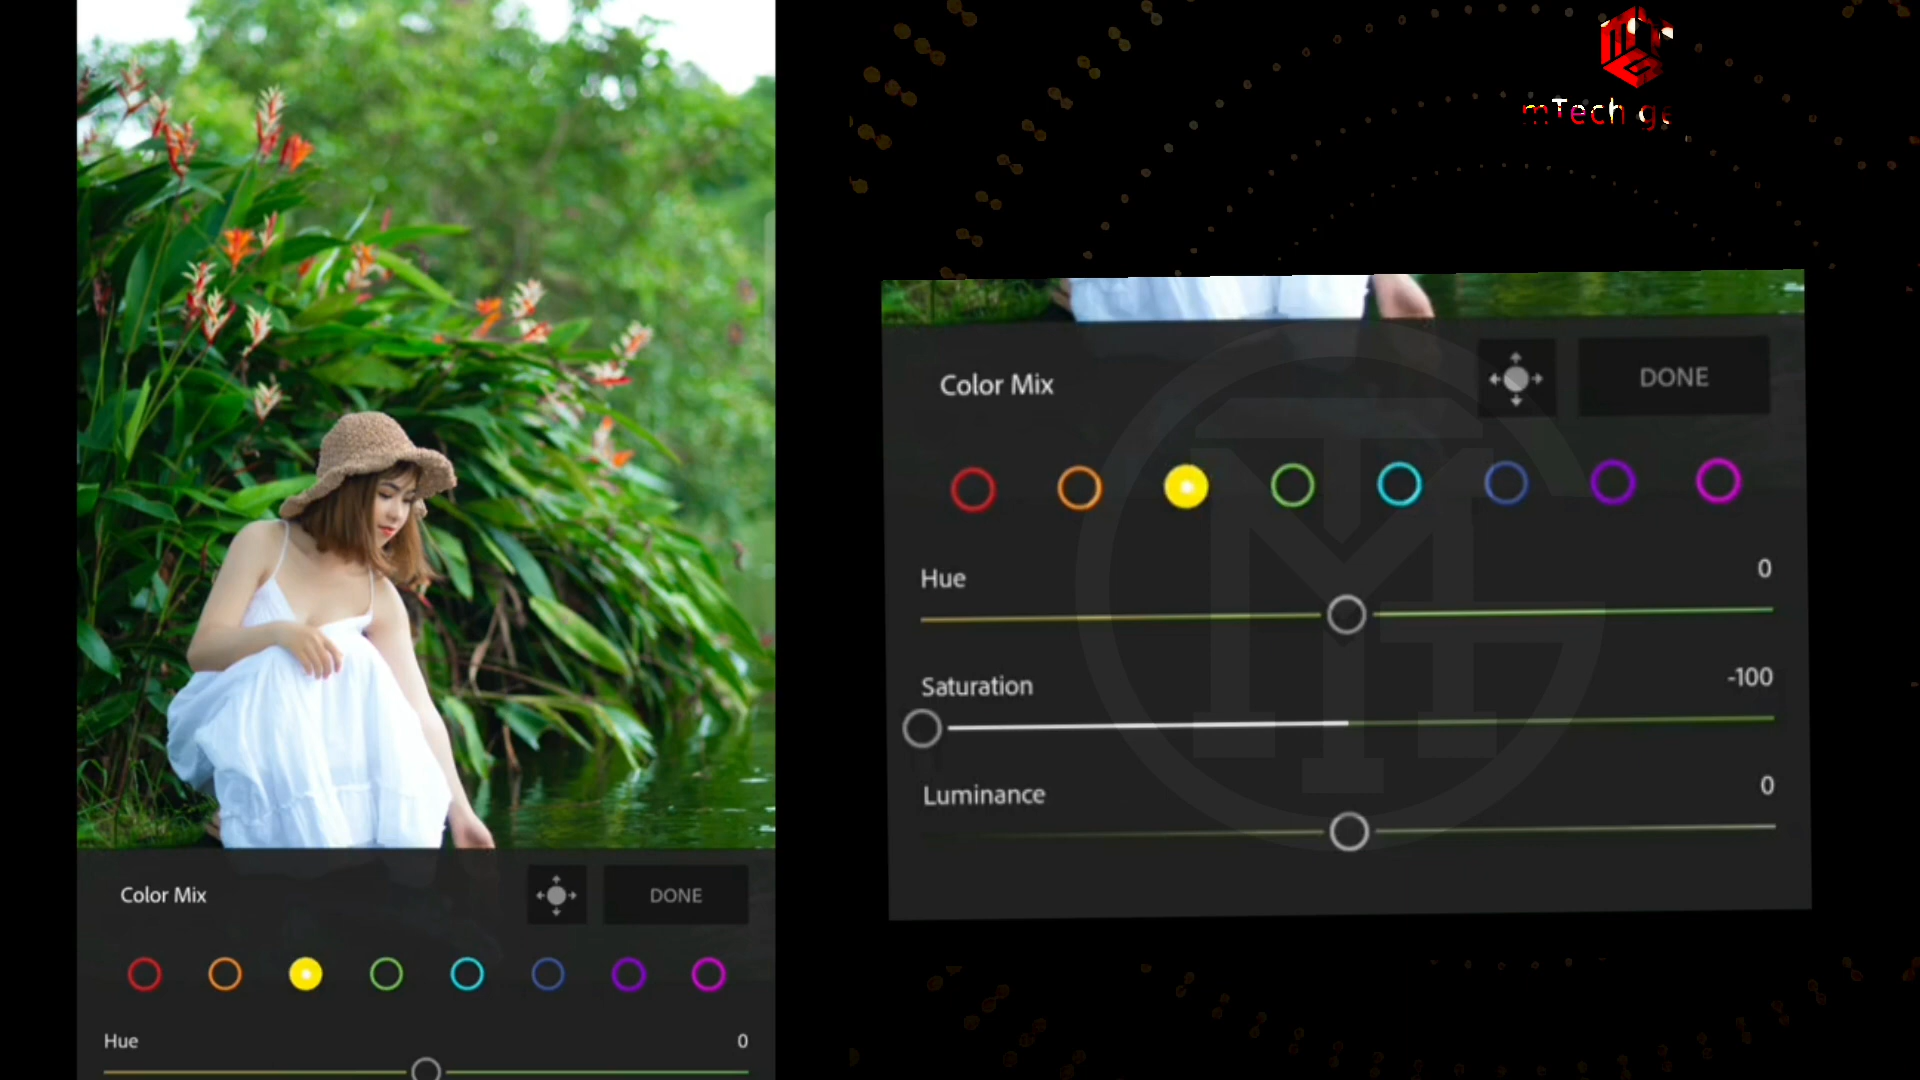 mTech
Color Mix
DONE
Hue
0
Color Mix
DONE
Hue
0
Saturation
-100
Luminance
0